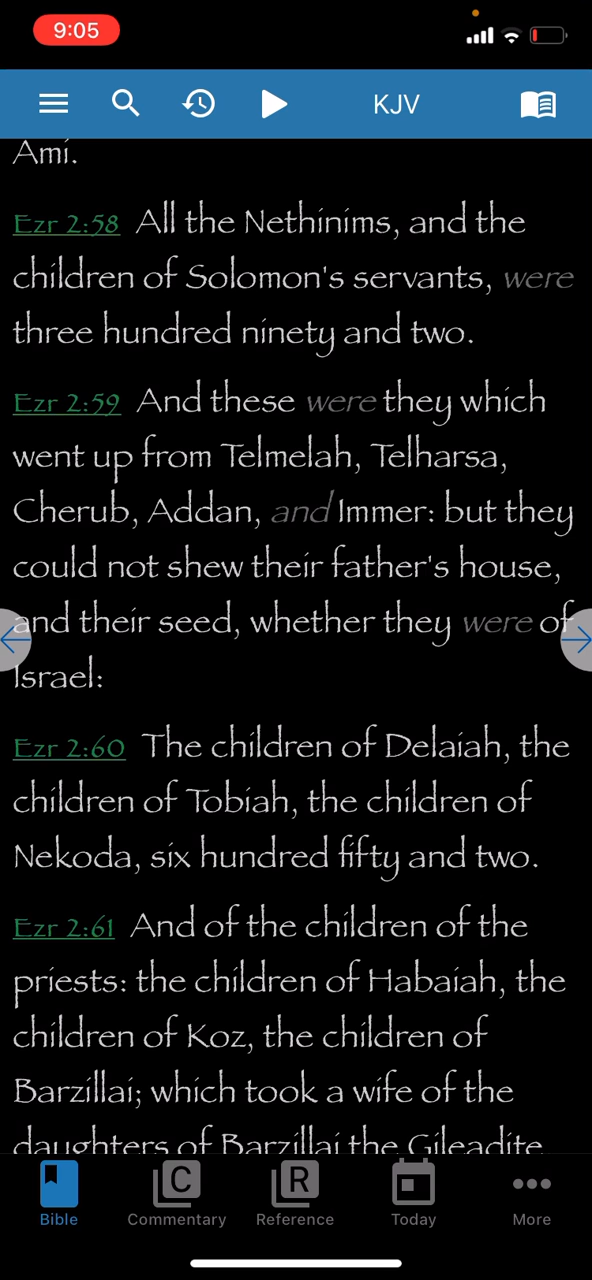 9:05
KJV
Ami.
Ezr 2:58 All the Nethinims, and the
children of Solomon's servants, were
three hundred ninety and two.
Ezr 2:59 And these were they which
went up from Telmelah, Telharsa,
Cherub, Addan, and Immer: but they
could not shew their father's house,
and their seed, whether they were of
Israel:
Ezr 2:60 The children of Delaiah, the
children of Tobiah, the children of
Nekoda, six hundred fifty and two.
Ezr 2:61 And of the children of the
priests: the children of Habaiah, the
children of Koz, the children of
Barzillai; which took a wife of the
daughters of Barzillai the Gileadite
C
R
Bible
Commentary
Reference
Today
More